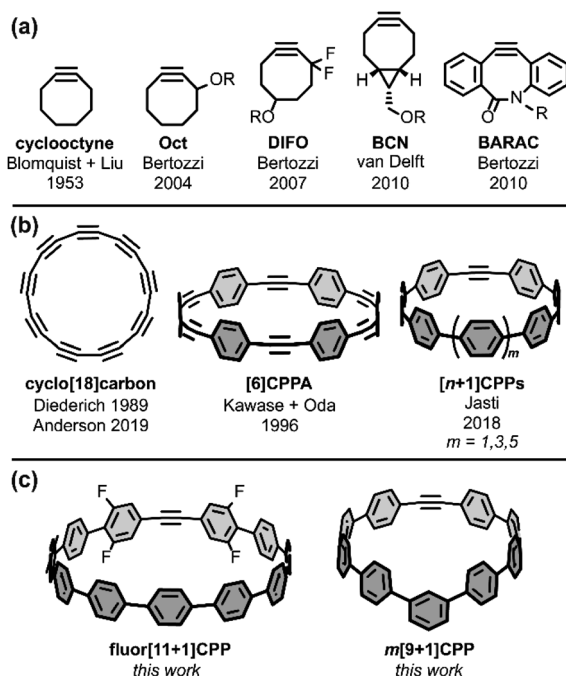 (a)
OR
F
F
RO
H
H
OR
O
N
R
cyclooctyne
Blomquist + Liu
1953
Oct
Bertozzi
2004
DIFO
Bertozzi
2007
BCN
van Delft
2010
BARAC
Bertozzi
2010
(b)
m
cyclo[18]carbon
Diederich 1989
Anderson 2019
[6]CPPA
Kawase + Oda
1996
[n+1]CPPs
Jasti
2018
m = 1,3,5
(c)
F
F
F
F
fluor[11+1]CPP
this work
m[9+1]CPP
this work